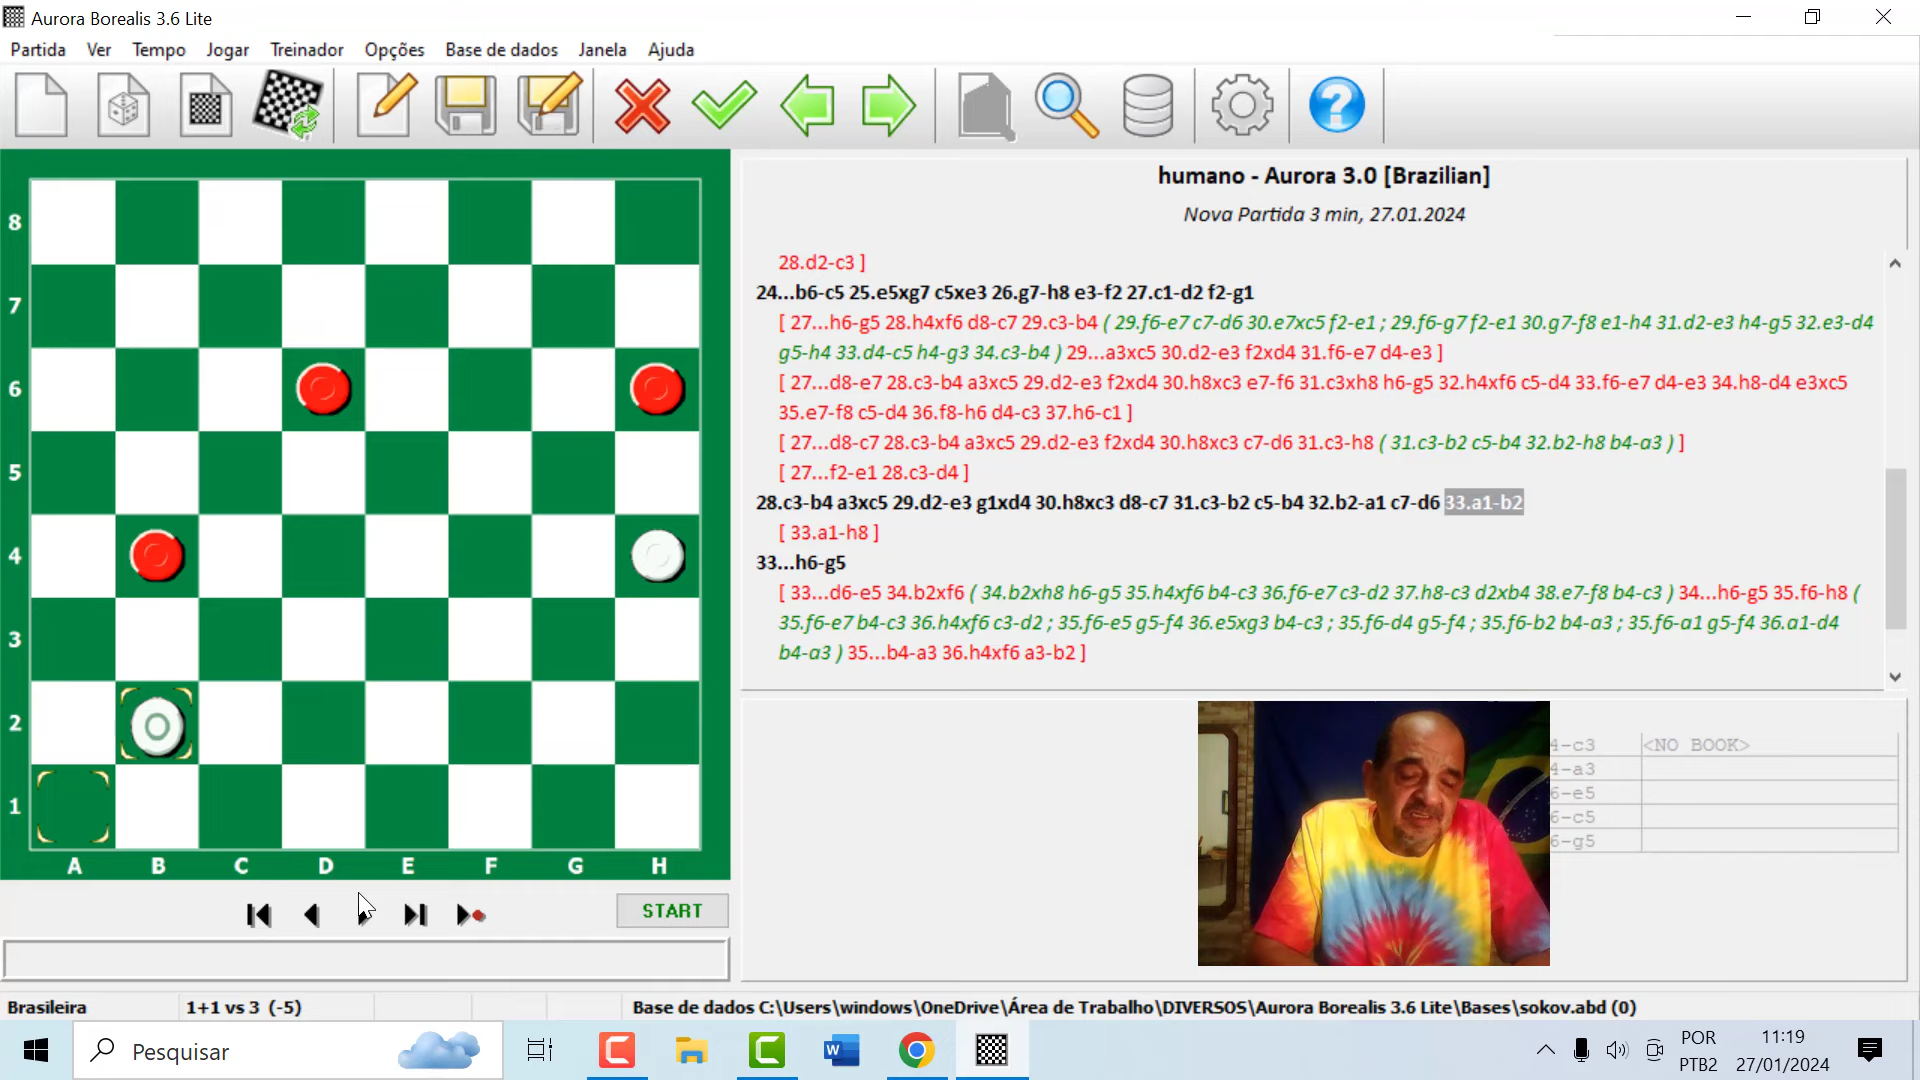 Aurora Borealis 3.6 Lite
Partida Ver Tempo Jogar Treinador Opções Base de dados Janela Ajuda
humano - Aurora 3.0 [Brazilian]
Nova Partida 3 min, 27.01.2024
28.d2-c3 ]
24...b6-c5 25.e5xg7 c5xe3 26.g7-h8 e3-f2 27.c1-d2 f2-g1
[ 27...h6-g5 28.h4xf6 d8-c7 29.c3-b4 ( 29.f6-e7 c7-d6 30.e7xc5 f2-e1 ; 29.f6-g7 f2-e1 30.g7-f8 e1-h4 31.d2-e3 h4-g5 32.e3-d4
g5-h4 33.d4-c5 h4-g3 34.c3-b4 ) 29...a3xc5 30.d2-e3 f2xd4 31.f6-e7 d4-e3 ]
[ 27...d8-e7 28.c3-b4 a3xc5 29.d2-e3 f2xd4 30.h8xc3 e7-f6 31.c3xh8 h6-g5 32.h4xf6 c5-d4 33.f6-e7 d4-e3 34.h8-d4 e3xc5
35.e7-f8 c5-d4 36.f8-h6 d4-c3 37.h6-c1 ]
[ 27...d8-c7 28.c3-b4 a3xc5 29.d2-e3 f2xd4 30.h8xc3 c7-d6 31.c3-h8 ( 31.c3-b2 c5-b4 32.b2-h8 b4-a3 ) ]
[ 27...f2-e1 28.c3-d4 ]
28.c3-b4 a3xc5 29.d2-e3 g1xd4 30.h8xc3 d8-c7 31.c3-b2 c5-b4 32.b2-a1 c7-d6 33.a1-b2
[ 33.a1-h8 ]
33...h6-g5
[ 33...d6-e5 34.b2xf6 ( 34.b2xh8 h6-g5 35.h4xf6 b4-c3 36.f6-e7 c3-d2 37.h8-c3 d2xb4 38.e7-f8 b4-c3 ) 34...h6-g5 35.f6-h8 (
35.f6-e7 b4-c3 36.h4xf6 c3-d2 ; 35.f6-e5 g5-f4 36.e5xg3 b4-c3 ; 35.f6-d4 g5-f4 ; 35.f6-b2 b4-a3 ; 35.f6-a1 g5-f4 36.a1-d4
b4-a3 ) 35...b4-a3 36.h4xf6 a3-b2 ]
8
7
6
5
4
3
2
1
A B C D E F G H
START
4-c3 <NO BOOK>
4-a3
6-e5
6-c5
6-g5
Brasileira 1+1 vs 3 (-5) Base de dados C:\Users\windows\OneDrive\Área de Trabalho\DIVERSOS\Aurora Borealis 3.6 Lite\Bases\sokov.abd (0)
Pesquisar
POR
PTB2
11:19
27/01/2024